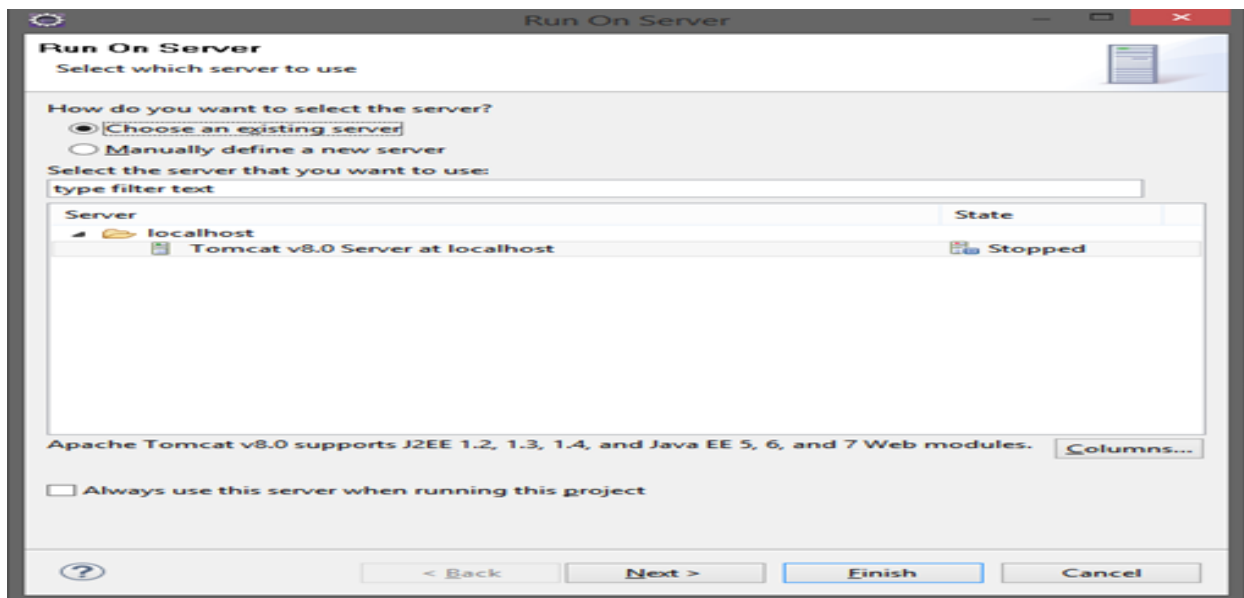 Run On Server
Run On Server
Select which server to use
How do you want to select the server?
Choose an existing server
Manually define a new server
Select the server that you want to use:
type filter text
Server State
localhost
Tomcat v8.0 Server at localhost Stopped
Apache Tomcat v8.0 supports J2EE 1.2, 1.3, 1.4, and Java EE 5, 6, and 7 Web modules. Columns...
Always use this server when running this project
? < Back Next > Finish Cancel